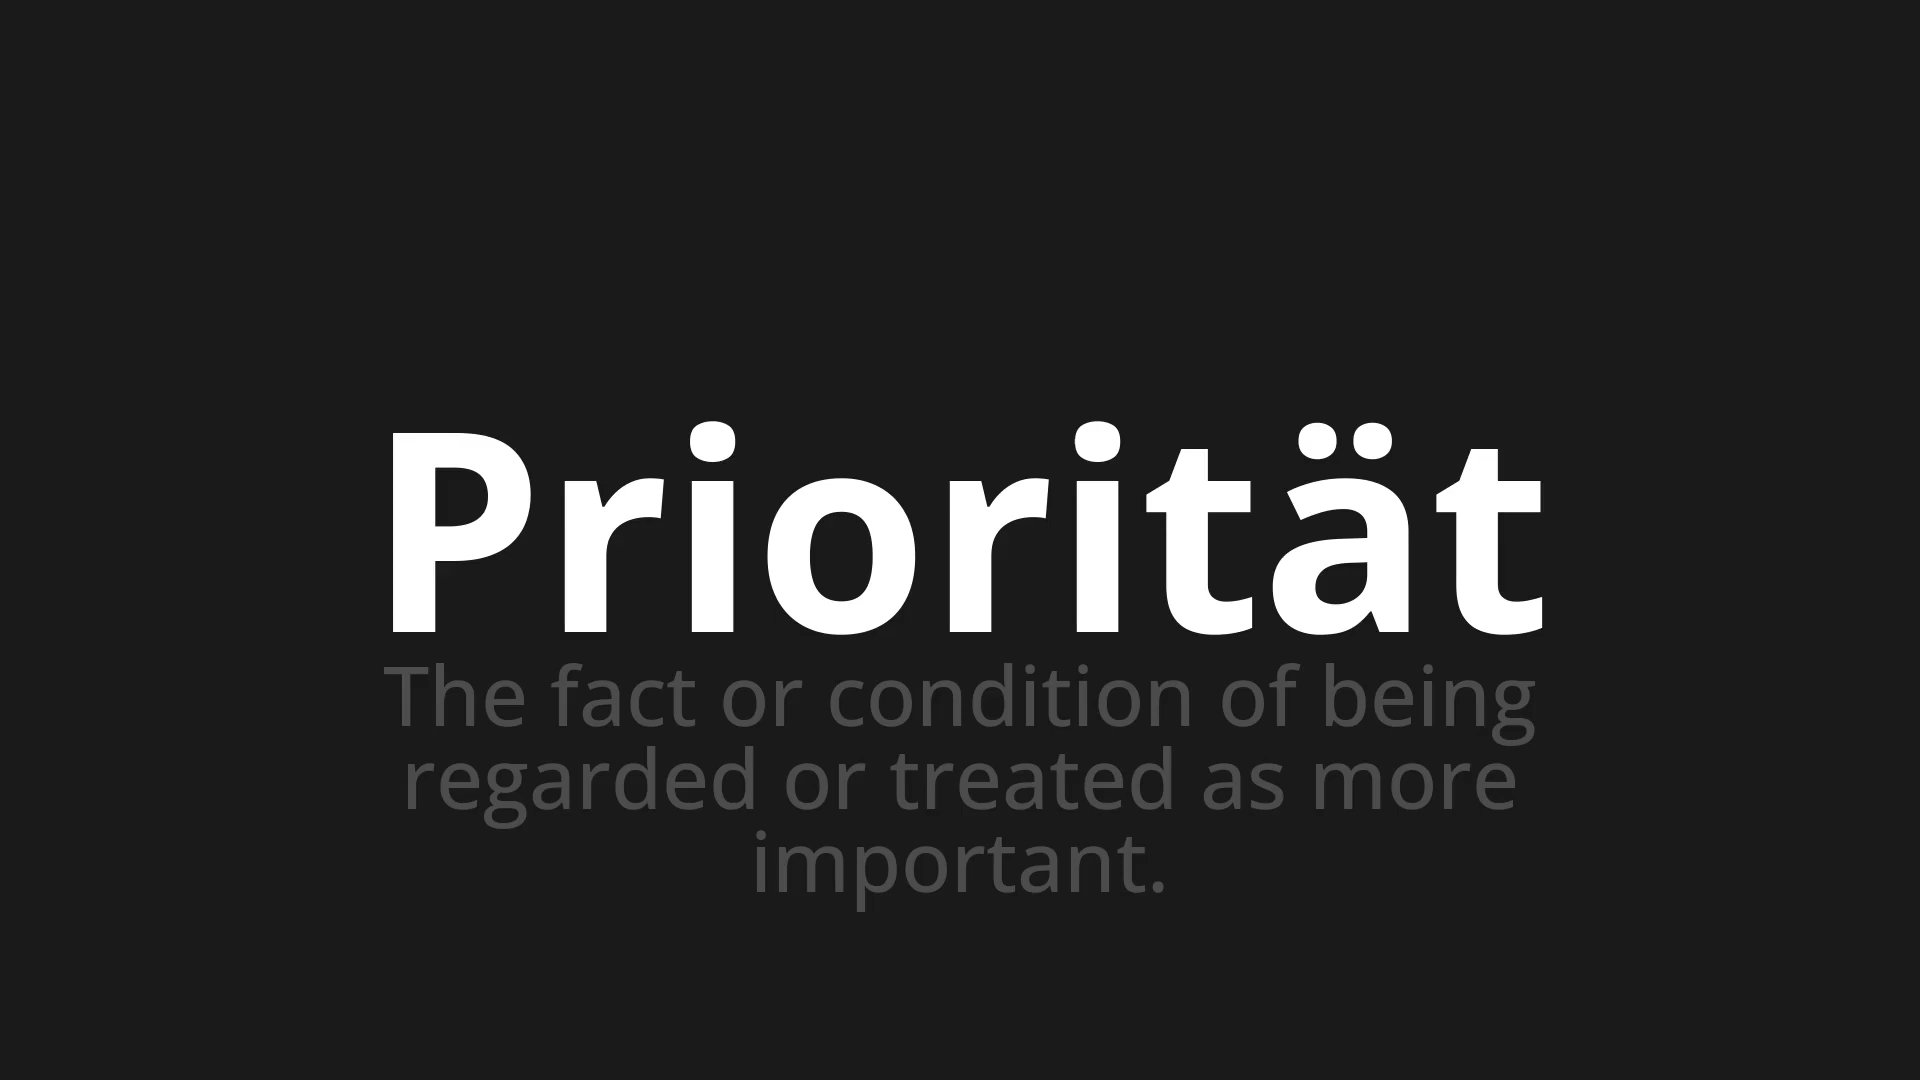 Priorität
The fact or condition of being
regarded or treated as more
important.